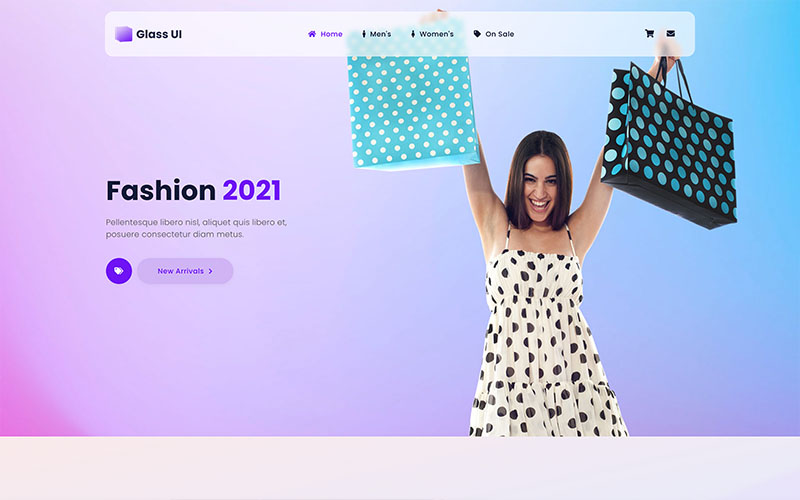 Glass UI
Home Men's Women's On Sale
Fashion 2021
Pellentesque libero nisl, aliquet quis libero et,
posuere consectetur diam metus.
New Arrivals